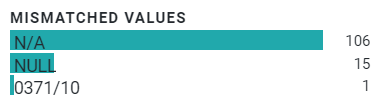 MISMATCHED VALUES
N/A 106
NULL 15
0371/10 1